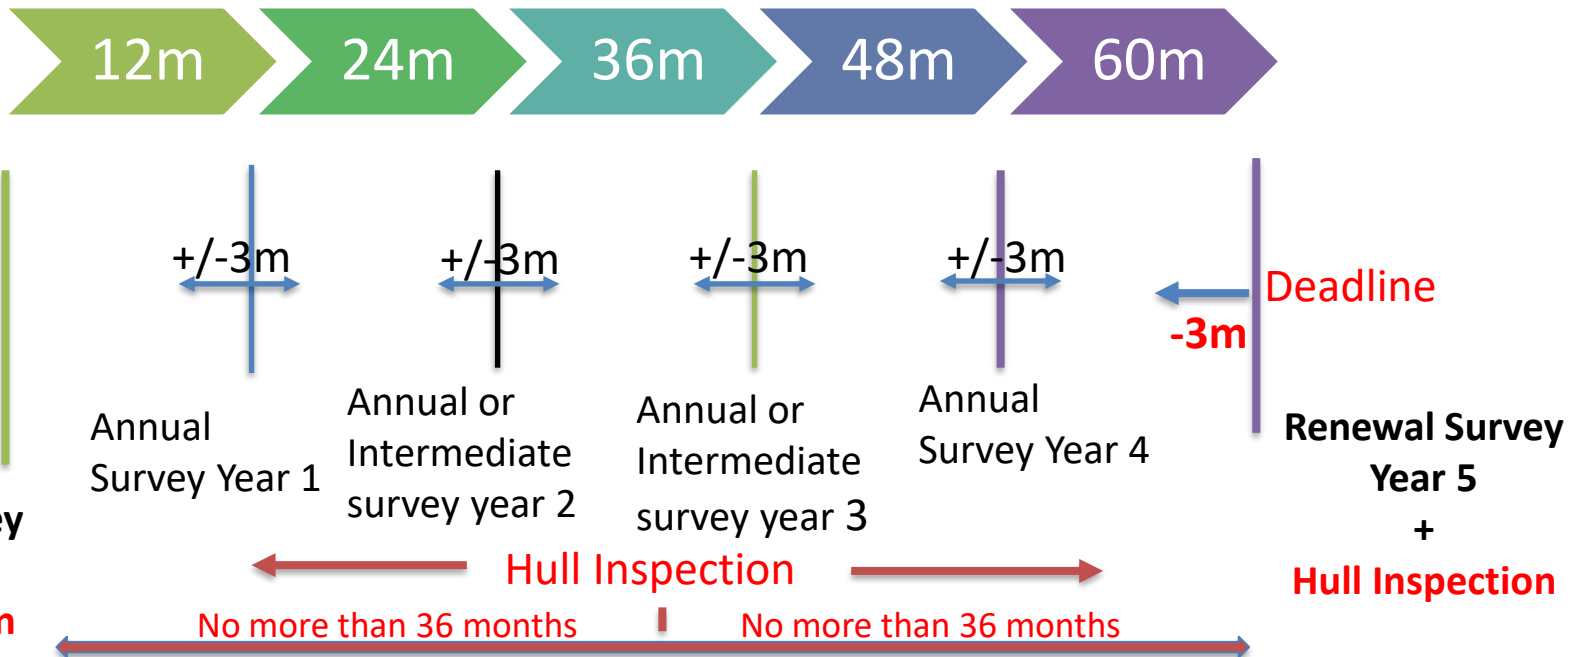 12m
24m
36m
48m
60m
+/-3m
+/-3m
+/-3m
+/-3m
Deadline
-3m
Annual
Survey Year 1
Annual or
Intermediate
survey year 2
Annual or
Intermediate
survey year 3
Annual
Survey Year 4
Renewal Survey
Year 5
+
Hull Inspection
Hull Inspection
No more than 36 months
No more than 36 months